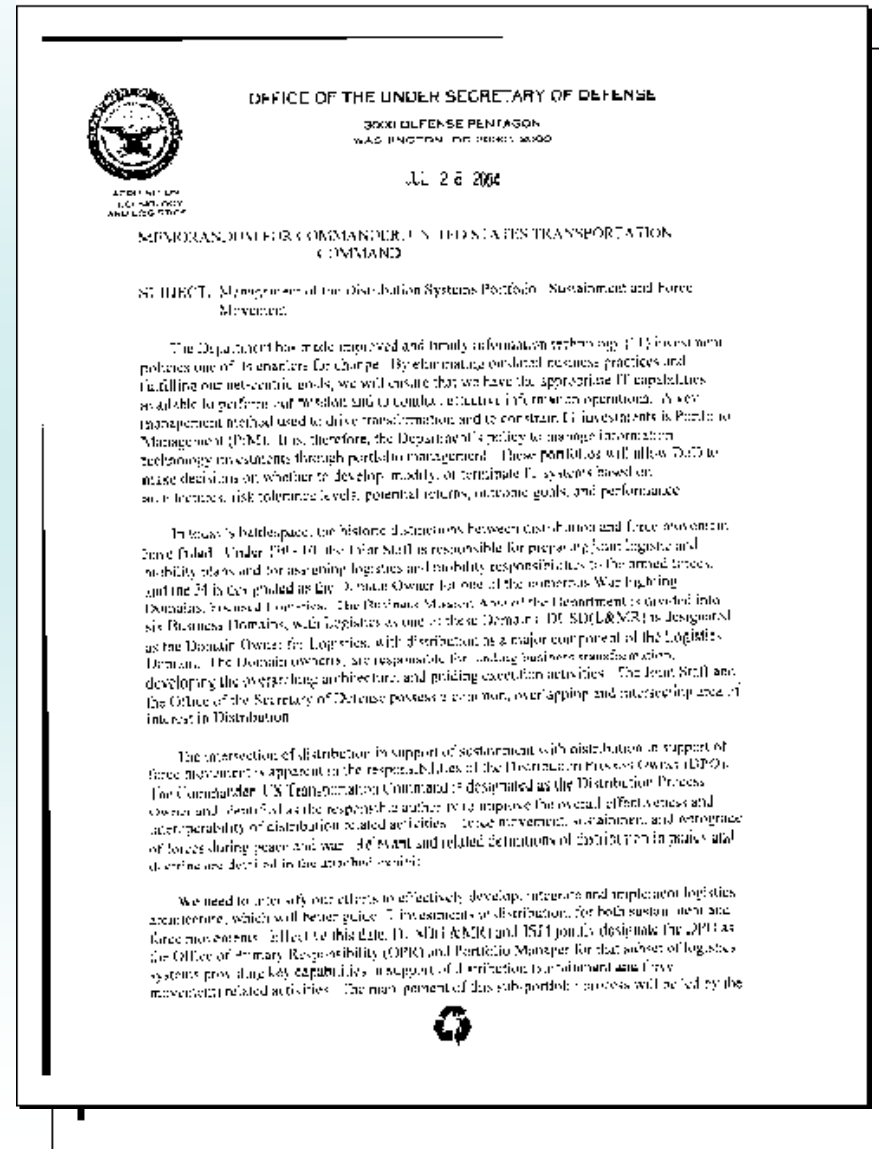 OFFICE OF THE UNDER SECRETARY OF DEFENSE
3000 DEFENSE PENTAGON
WASHINGTON, DC
JUL 2004
ACQUISITION
TECHNOLOGY
AND LOGISTICS
MEMORANDUM FOR COMMANDER, UNITED STATES TRANSPORTATION
COMMAND
SUBJECT: Management of the Distribution Systems Portfolio Sustainment and Force
Movement
The Department has made improved and timely information technology (IT) investment
policies one of its enablers for change. By eliminating outdated business practices and
fulfilling our net-centric goals, we will ensure that we have the appropriate IT capabilities
available to perform our mission and to conduct effective information operations. A key
management method used to drive transformation and to constrain IT investments is Portfolio
Management (PfM). It is, therefore, the Department's policy to manage information
technology investments through portfolio management. These portfolios will allow DoD to
make decisions on whether to develop, modify, or terminate IT systems based on
architectures, risk tolerance levels, potential returns, outcome goals, and performance
In today's battlespace, the historic distinctions between distribution and force movement
have faded. Under the Joint Staff is responsible for preparing joint logistic and
mobility plans and for assigning logistics and mobility responsibilities to the armed forces,
and the J4 is designated as the Domain Owner for one of the numerous War Fighting
Domains, Focused Logistics. The Business Mission Area of the Department is divided into
six Business Domains, with Logistics as one of these Domains. DUSD(L&MR) is designated
as the Domain Owner for Logistics, with distribution as a major component of the Logistics
Domain. The Domain owners, are responsible for leading business transformation,
developing the overarching architecture, and guiding execution activities. The Joint Staff and
the Office of the Secretary of Defense possess a common, overlapping and intersecting area of
interest in Distribution
The intersection of distribution in support of sustainment with distribution in support of
force movement is apparent in the responsibilities of the Distribution Process Owner (DPO).
The Commander, US Transportation Command is designated as the Distribution Process
Owner and identified as the responsible authority to improve the overall effectiveness and
interoperability of distribution related activities force movement, sustainment and retrograde
of forces during peace and war. Relevant and related definitions of distribution in policy and
doctrine are detailed in the attached exhibit
We need to intensify our efforts to effectively develop, integrate and implement logistics
architecture, which will better guide IT investments in distribution, for both sustainment and
force movements. Effective this date, DUSD(L&MR) and JS/J4 jointly designate the DPO as
the Office of Primary Responsibility (OPR) and Portfolio Manager for that subset of logistics
systems providing key capabilities in support of distribution (sustainment and force
movement) related activities. The management of this sub-portfolio process will be led by the